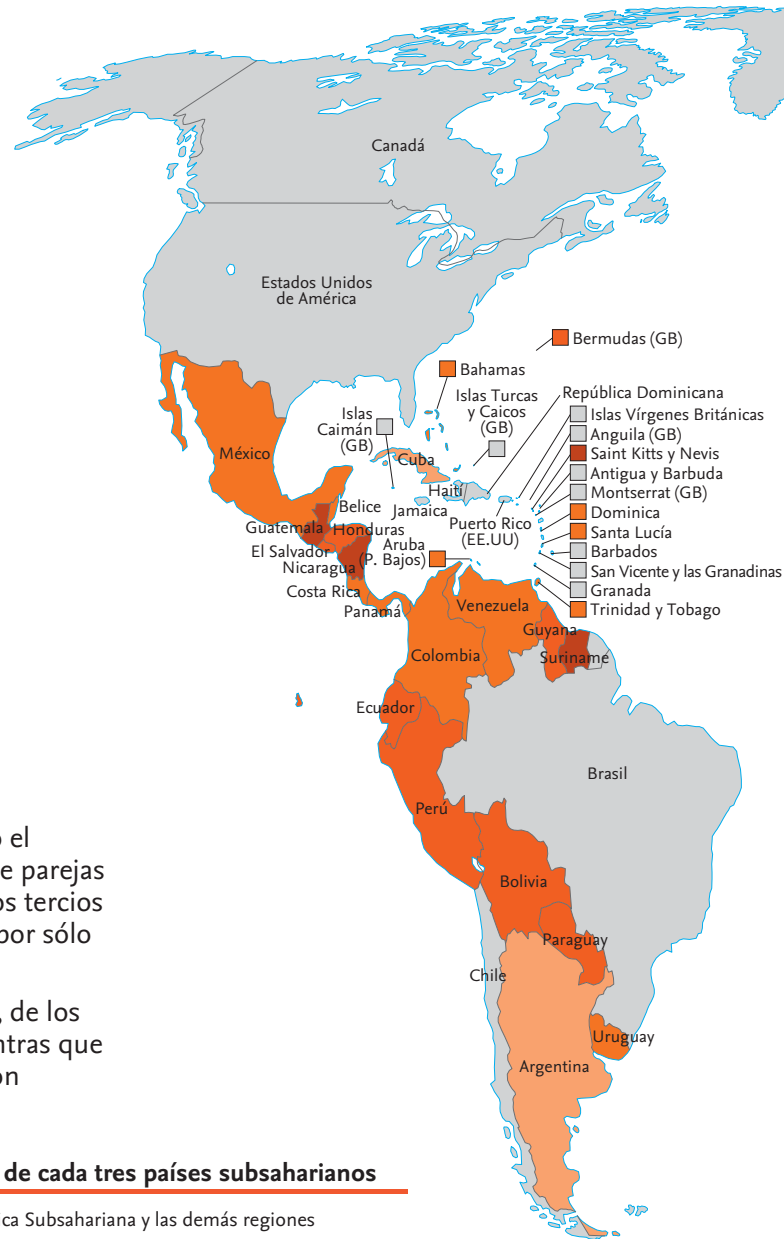 Canadá
Estados Unidos
de América
Bermudas (GB)
Bahamas
Islas Turcas
y Caicos
(GB)
República Dominicana
Islas
Caimán
(GB)
Islas Vírgenes Británicas
Anguila (GB)
Saint Kitts y Nevis
Antigua y Barbuda
Montserrat (GB)
Dominica
Santa Lucía
Barbados
San Vicente y las Granadinas
Granada
Trinidad y Tobago
México
Cuba
Haití
Jamaica
Puerto Rico
(EE.UU)
Belice
Guatemala
Honduras
El Salvador
Nicaragua
Aruba
(P. Bajos)
Costa Rica
Panamá
Venezuela
Guyana
Suriname
Colombia
Ecuador
Brasil
Perú
Bolivia
Paraguay
Chile
Uruguay
Argentina
o el
e parejas
os tercios
por sólo
, de los
ntras que
on
de cada tres países subsaharianos
ica Subsahariana y las demás regiones